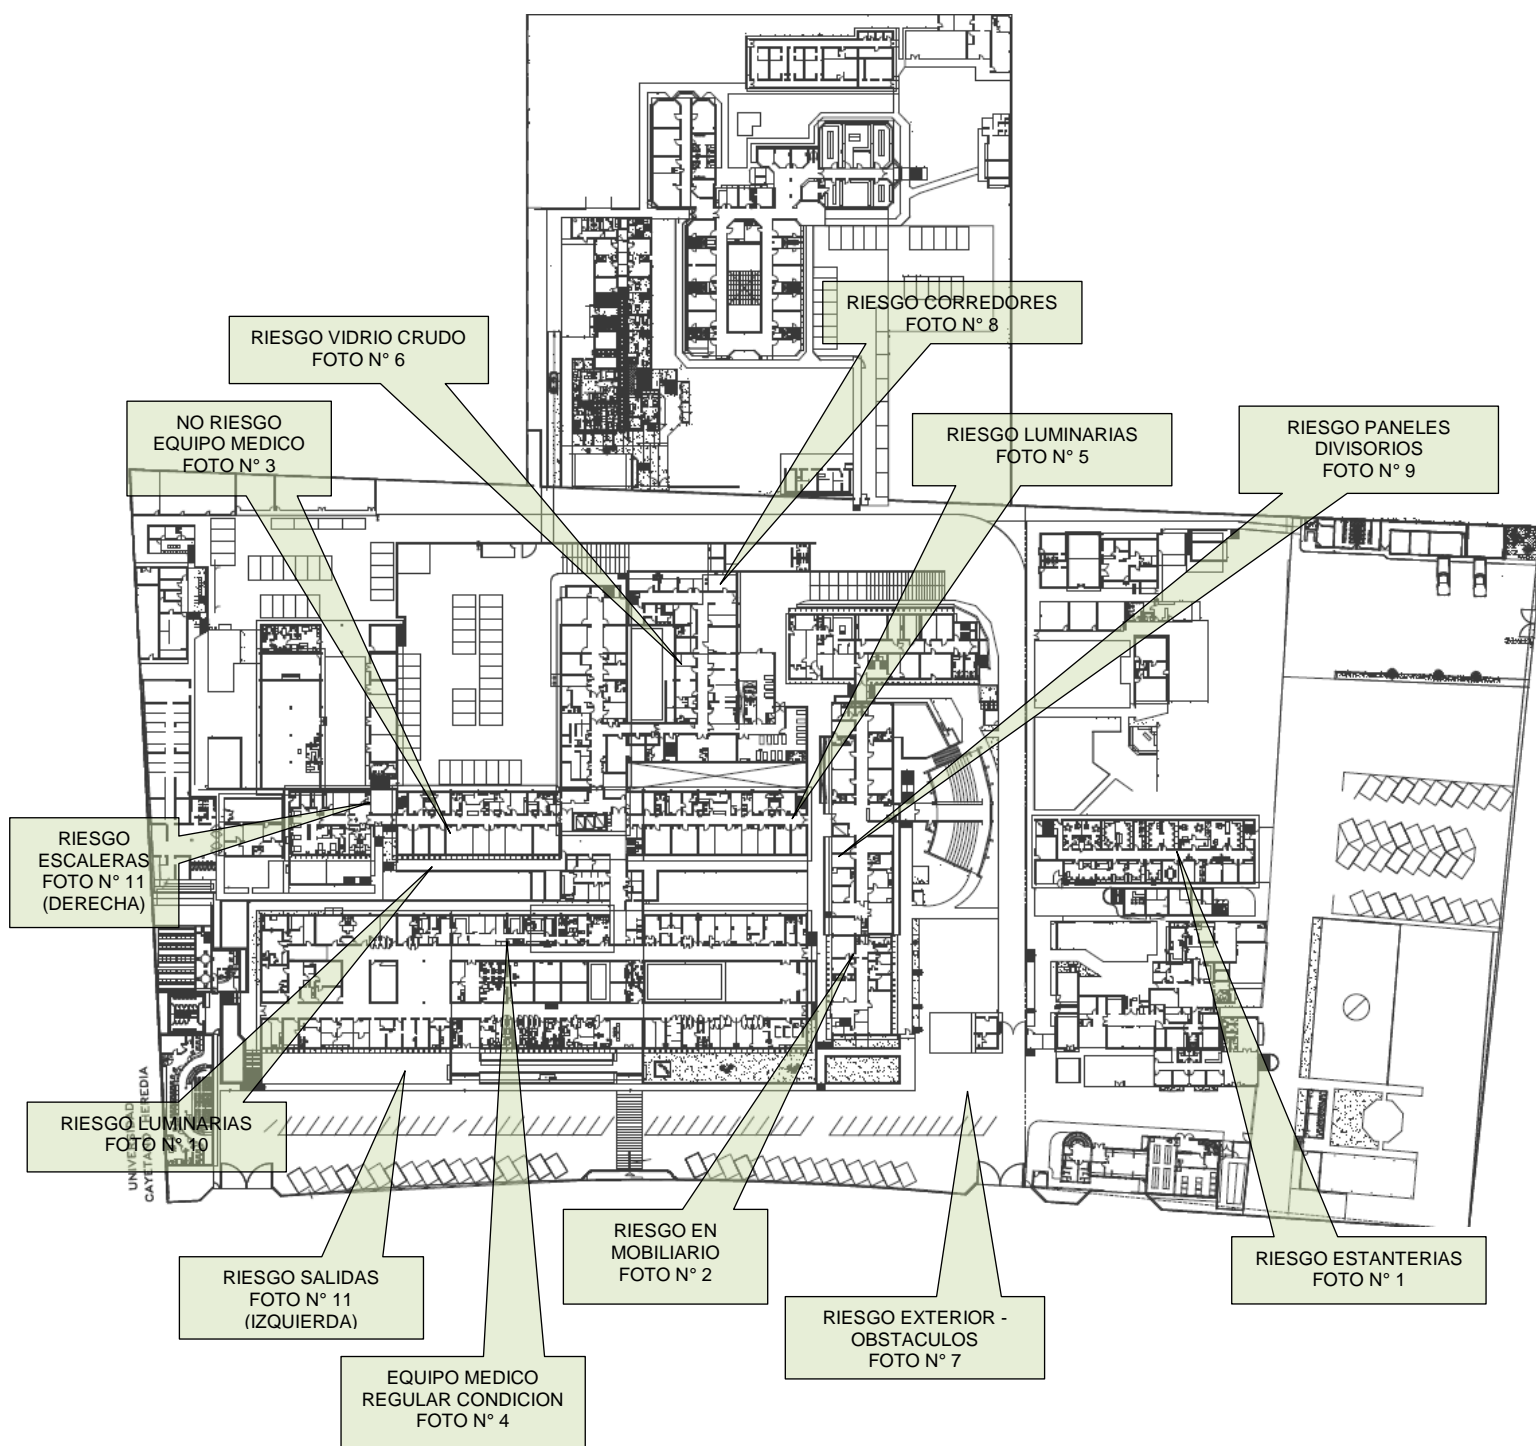 RIESGO CORREDORES
FOTO N° 8
RIESGO VIDRIO CRUDO
FOTO N° 6
NO RIESGO
EQUIPO MEDICO
FOTO N° 3
RIESGO LUMINARIAS
FOTO N° 5
RIESGO PANELES
DIVISORIOS
FOTO N° 9
RIESGO
ESCALERAS
FOTO N° 11
(DERECHA)
RIESGO LUMINARIAS
FOTO N° 10
UNIVERSIDAD
CAYETANO HEREDIA
RIESGO SALIDAS
FOTO N° 11
(IZQUIERDA)
EQUIPO MEDICO
REGULAR CONDICION
FOTO N° 4
RIESGO EN
MOBILIARIO
FOTO N° 2
RIESGO EXTERIOR -
OBSTACULOS
FOTO N° 7
RIESGO ESTANTERIAS
FOTO N° 1